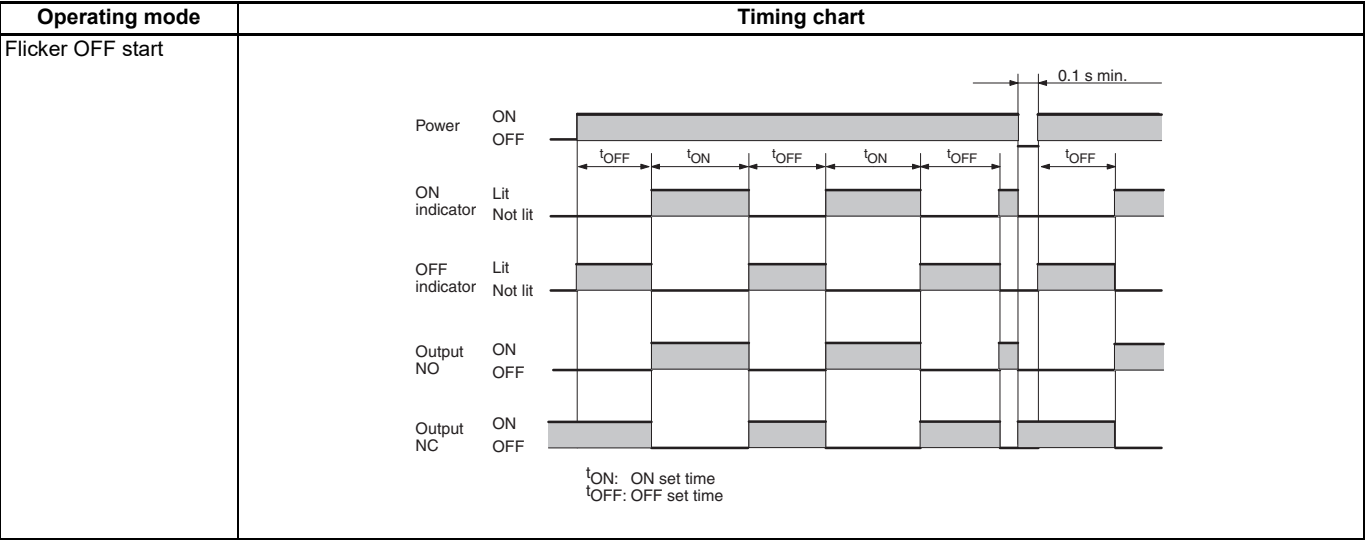 Operating mode
Timing chart
Flicker OFF start
0.1 s min.
Power
ON
OFF
tOFF tON tOFF tON tOFF tOFF
ON indicator
Lit
Not lit
OFF indicator
Lit
Not lit
Output NO
ON
OFF
Output NC
ON
OFF
tON: ON set time
tOFF: OFF set time